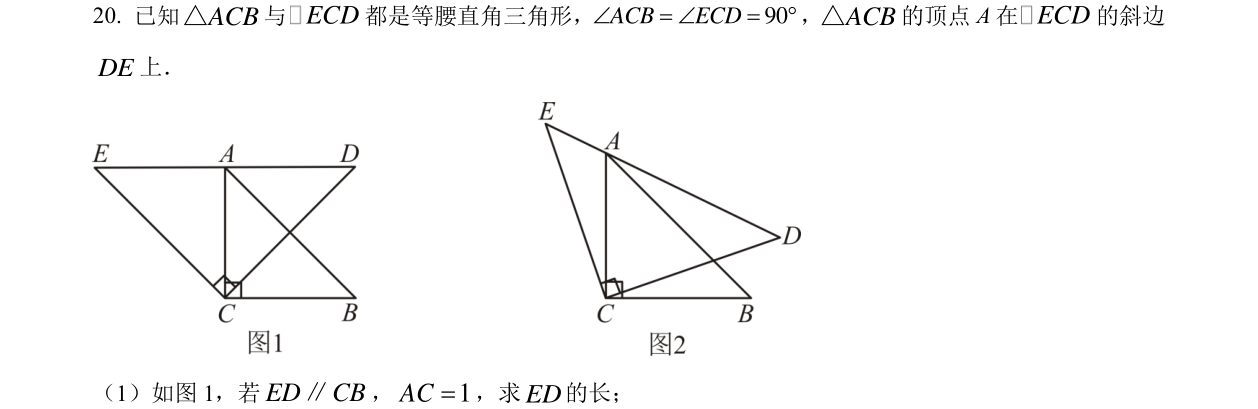 20. 已知△ACB与□ECD都是等腰直角三角形，∠ACB=∠ECD=90°，△ACB的顶点A在□ECD的斜边
DE上．
E A D
C B
图1
E
A
D
C B
图2
（1）如图1，若ED∥CB，AC=1，求ED的长；